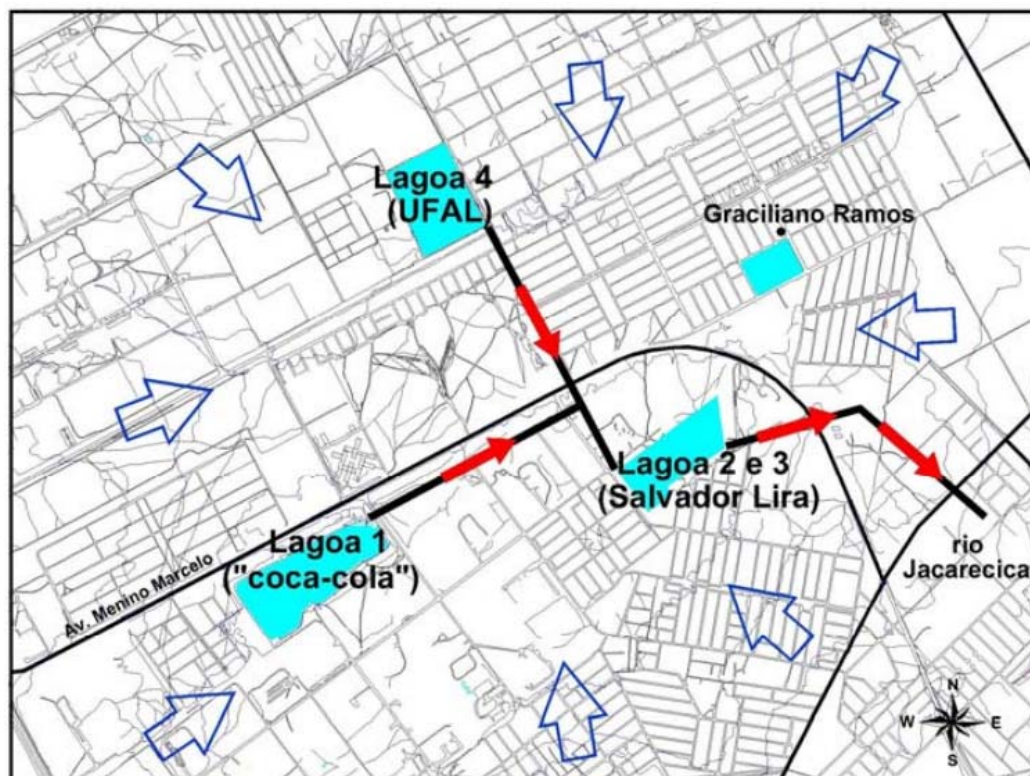 Lagoa 4
(UFAL)
Graciliano Ramos
Lagoa 2 e 3
(Salvador Lira)
Lagoa 1
("coca-cola")
Av. Menino Marcelo
rio
Jacarecica
N
W
E
S